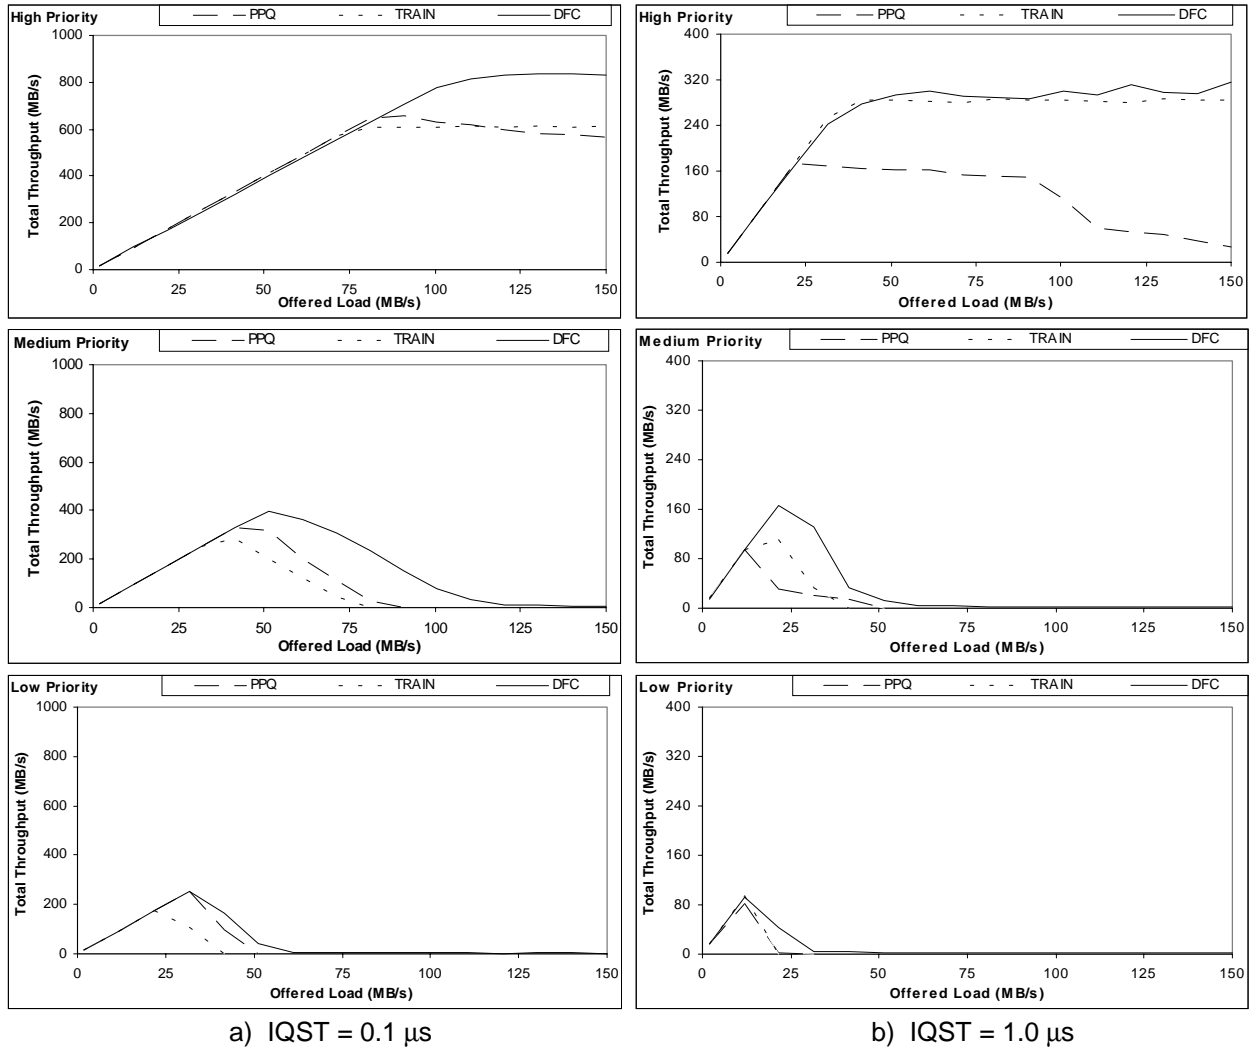 High Priority
PPQ TRAIN DFC
Total Throughput (MB/s)
1000
800
600
400
200
0
0 25 50 75 100 125 150
Offered Load (MB/s)
High Priority
PPQ TRAIN DFC
Total Throughput (MB/s)
400
320
240
160
80
0
0 25 50 75 100 125 150
Offered Load (MB/s)
Medium Priority
PPQ TRAIN DFC
Total Throughput (MB/s)
1000
800
600
400
200
0
0 25 50 75 100 125 150
Offered Load (MB/s)
Medium Priority
PPQ TRAIN DFC
Total Throughput (MB/s)
400
320
240
160
80
0
0 25 50 75 100 125 150
Offered Load (MB/s)
Low Priority
PPQ TRAIN DFC
Total Throughput (MB/s)
1000
800
600
400
200
0
0 25 50 75 100 125 150
Offered Load (MB/s)
Low Priority
PPQ TRAIN DFC
Total Throughput (MB/s)
400
320
240
160
80
0
0 25 50 75 100 125 150
Offered Load (MB/s)
a) IQST = 0.1 μs
b) IQST = 1.0 μs